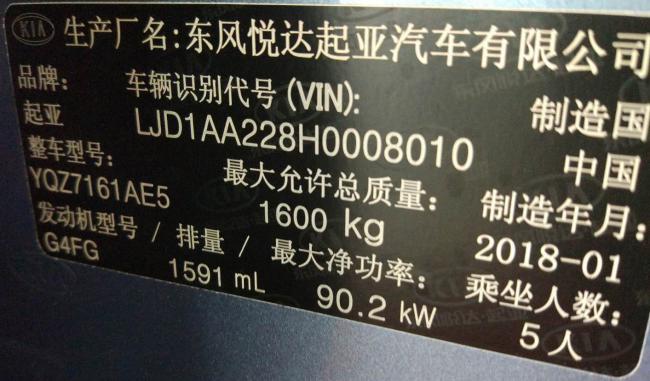 KIA 生产厂名:东风悦达起亚汽车有限公司
品牌: 车辆识别代号(VIN): 制造国
起亚 LJD1AA228H0008010 中国
整车型号: 最大允许总质量: 制造年月:
YQZ7161AE5 1600 kg 2018-01
发动机型号 / 排量 / 最大净功率: 乘坐人数:
G4FG 1591 mL 90.2 kW 5人